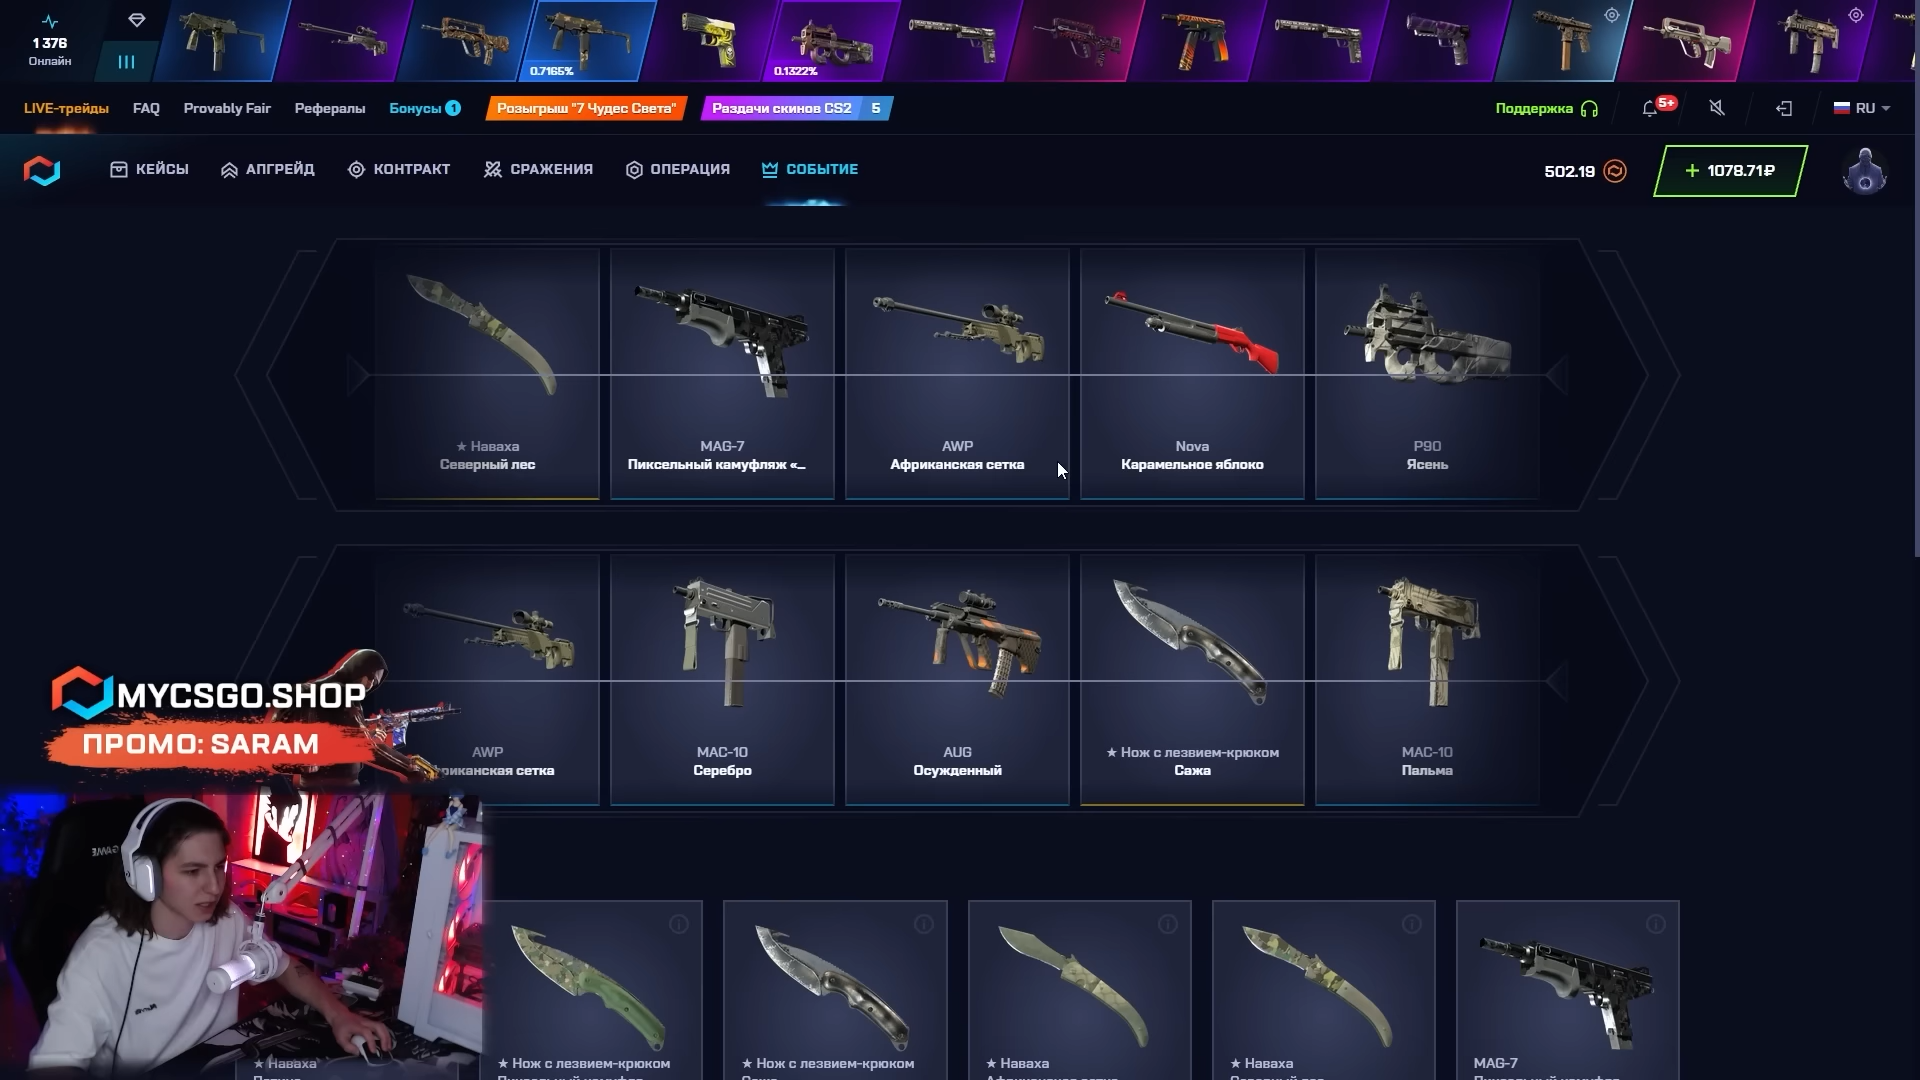 1 376
Онлайн
0.7165%
0.1322%
LIVE-трейды
FAQ
Provably Fair
Рефералы
Бонусы 1
Розыгрыш "7 Чудес Света"
Раздачи скинов CS2 5
Поддержка
5+
RU
КЕЙСЫ
АПГРЕЙД
КОНТРАКТ
СРАЖЕНИЯ
ОПЕРАЦИЯ
СОБЫТИЕ
502.19
+ 1078.71₽
★ Наваха
Северный лес
MAG-7
Пиксельный камуфляж «...
AWP
Африканская сетка
Nova
Карамельное яблоко
P90
Ясень
AWP
фриканская сетка
MAC-10
Серебро
AUG
Осужденный
★ Нож с лезвием-крюком
Сажа
MAC-10
Пальма
MYCSGO.SHOP
ПРОМО: SARAM
★ Наваха
★ Нож с лезвием-крюком
★ Нож с лезвием-крюком
★ Наваха
★ Наваха
MAG-7